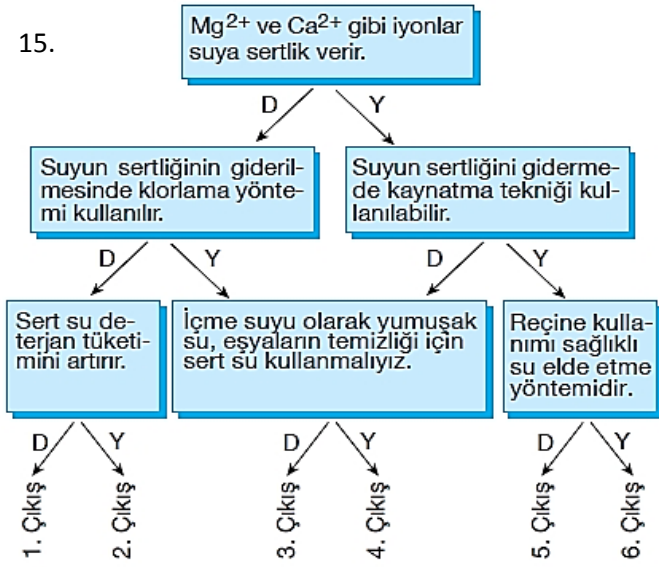 15.
Mg2+ ve Ca2+ gibi iyonlar
suya sertlik verir.
D Y
Suyun sertliğinin gideril-
mesinde klorlama yönte-
mi kullanılır.
Suyun sertliğini giderme-
de kaynatma tekniği kul-
lanılabilir.
D Y D Y
Sert su de-
terjan tüketi-
mini artırır.
İçme suyu olarak yumuşak
su, eşyaların temizliği için
sert su kullanmalıyız.
Reçine kulla-
nımı sağlıklı
su elde etme
yöntemidir.
D Y D Y D Y
1. Çıkış
2. Çıkış
3. Çıkış
4. Çıkış
5. Çıkış
6. Çıkış